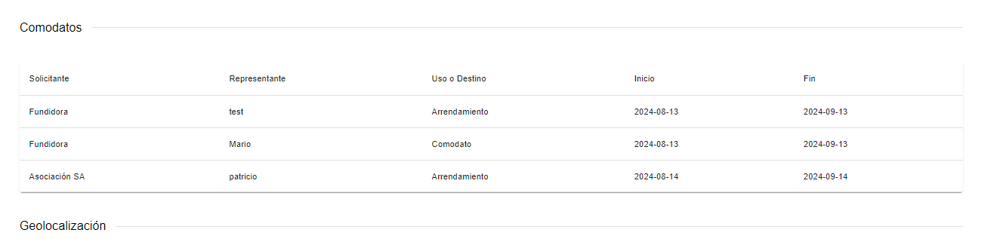 Comodatos
Solicitante Representante Uso o Destino Inicio Fin
Fundidora test Arrendamiento 2024-08-13 2024-09-13
Fundidora Mario Comodato 2024-08-13 2024-09-13
Asociación SA patricio Arrendamiento 2024-08-14 2024-09-14
Geolocalización